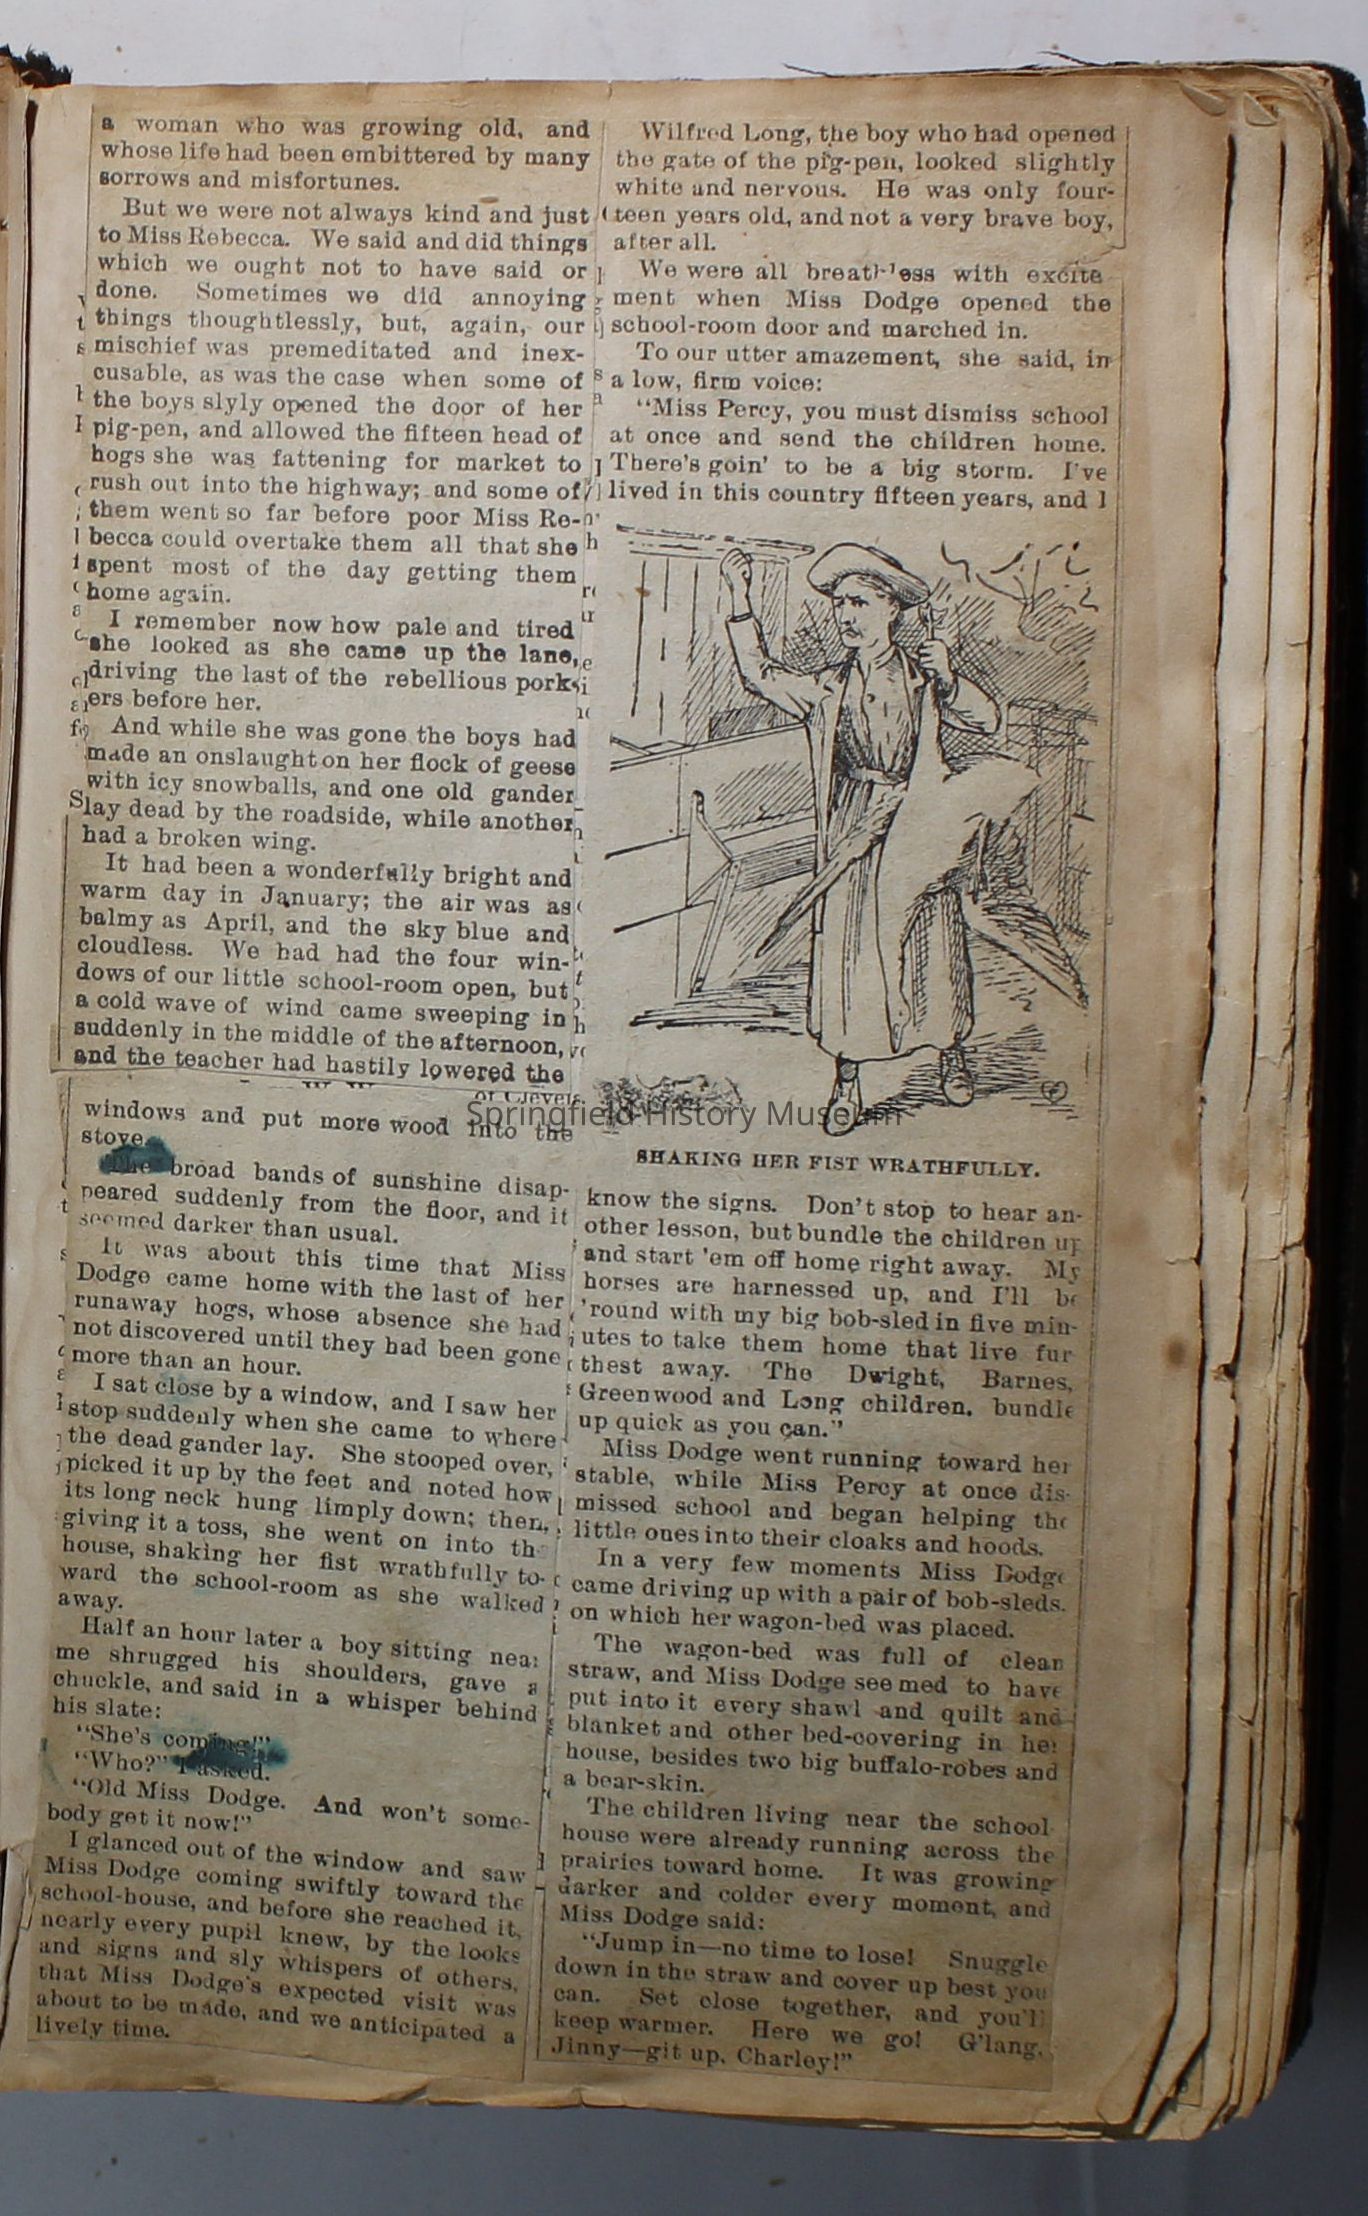 a woman who was growing old, and
whose life had been embittered by many
sorrows and misfortunes.
But we were not always kind and just
to Miss Rebecca. We said and did things
which we ought not to have said or
done. Sometimes we did annoying
things thoughtlessly, but, again, our
mischief was premeditated and inex-
cusable, as was the case when some of
the boys slyly opened the door of her
pig-pen, and allowed the fifteen head of
hogs she was fattening for market to
rush out into the highway; and some of
them went so far before poor Miss Re-
becca could overtake them all that she
spent most of the day getting them
home again.
I remember now how pale and tired
she looked as she came up the lane,
driving the last of the rebellious pork-
ers before her.
And while she was gone the boys had
made an onslaught on her flock of geese
with icy snowballs, and one old gander
lay dead by the roadside, while another
had a broken wing.
It had been a wonderfully bright and
warm day in January; the air was as
balmy as April, and the sky blue and
cloudless. We had had the four win-
dows of our little school-room open, but
a cold wave of wind came sweeping in
suddenly in the middle of the afternoon,
and the teacher had hastily lowered the
windows and put more wood into the
stove.
The broad bands of sunshine disap-
peared suddenly from the floor, and it
seemed darker than usual.
It was about this time that Miss
Dodge came home with the last of her
runaway hogs, whose absence she had
not discovered until they had been gone
more than an hour.
I sat close by a window, and I saw her
stop suddenly when she came to where
the dead gander lay. She stooped over,
picked it up by the feet and noted how
its long neck hung limply down; then,
giving it a toss, she went on into th
house, shaking her fist wrathfully to-
ward the school-room as she walked
away.
Half an hour later a boy sitting near
me shrugged his shoulders, gave a
chuckle, and said in a whisper behind
his slate:
"She's coming!"
"Who?" I asked.
"Old Miss Dodge. And won't some-
body get it now!"
I glanced out of the window and saw
Miss Dodge coming swiftly toward the
school-house, and before she reached it,
nearly every pupil knew, by the looks
and signs and sly whispers of others,
that Miss Dodge's expected visit was
about to be made, and we anticipated a
lively time.
Wilfred Long, the boy who had opened
the gate of the pig-pen, looked slightly
white and nervous. He was only four-
teen years old, and not a very brave boy,
after all.
We were all breathless with excite
ment when Miss Dodge opened the
school-room door and marched in.
To our utter amazement, she said, in
a low, firm voice:
"Miss Percy, you must dismiss school
at once and send the children home.
There's goin' to be a big storm. I've
lived in this country fifteen years, and I
SHAKING HER FIST WRATHFULLY.
know the signs. Don't stop to hear an-
other lesson, but bundle the children up
and start 'em off home right away. My
horses are harnessed up, and I'll be
'round with my big bob-sled in five min-
utes to take them home that live fur
thest away. The Dwight, Barnes,
Greenwood and Long children, bundle
up quick as you can."
Miss Dodge went running toward her
stable, while Miss Percy at once dis-
missed school and began helping the
little ones into their cloaks and hoods.
In a very few moments Miss Dodge
came driving up with a pair of bob-sleds,
on which her wagon-bed was placed.
The wagon-bed was full of clean
straw, and Miss Dodge seemed to have
put into it every shawl and quilt and
blanket and other bed-covering in her
house, besides two big buffalo-robes and
a bear-skin.
The children living near the school
house were already running across the
prairies toward home. It was growing
darker and colder every moment, and
Miss Dodge said:
"Jump in—no time to lose! Snuggle
down in the straw and cover up best you
can. Set close together, and you'll
keep warmer. Here we go! G'lang,
Jinny—git up, Charley!"
Springfield History Museum